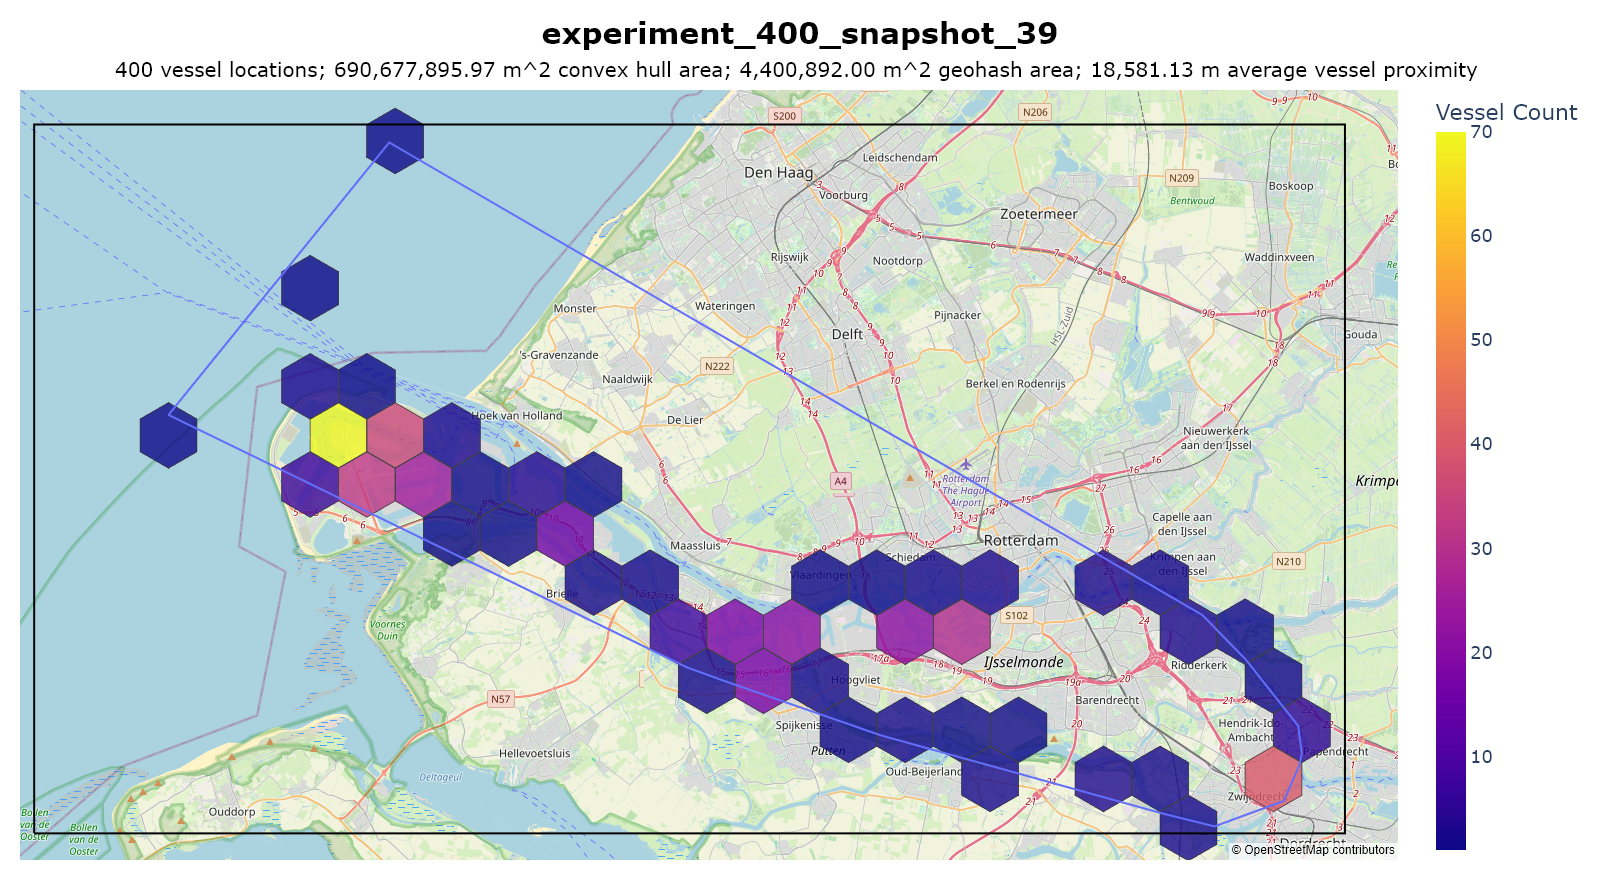 experiment_400_snapshot_39
400 vessel locations; 690,677,895.97 m^2 convex hull area; 4,400,892.00 m^2 geohash area; 18,581.13 m average vessel proximity
Vessel Count
70
60
50
40
30
20
10
S200
N206
Den Haag
Leidschendam
Voorburg
N209
Boskoop
Bentwoud
Zoetermeer
Rijswijk
Nootdorp
Waddinxveen
Monster
Wateringen
Pijnacker
HSL-Zuid
Delft
Gouda
's-Gravenzande
N222
Naaldwijk
Berkel en Rodenrijs
Hoek van Holland
De Lier
Nieuwerkerk
aan den IJssel
A4
Rotterdam
The Hague
Airport
Krimpe
Capelle aan
den IJssel
Maassluis
Rotterdam
Schiedam
Krimpen aan
den IJssel
N210
Vlaardingen
Brielle
S102
Voornes
Duin
IJsselmonde
Ridderkerk
Hoogvliet
N57
Barendrecht
Spijkenisse
Hendrik-Ido-
Ambacht
Putten
Papendrecht
Hellevoetsluis
Oud-Beijerland
Deltageul
Zwijndrecht
Ouddorp
Bollen
van de
Ooster
Bollen
van de
Ooster
Dordrecht
© OpenStreetMap contributors